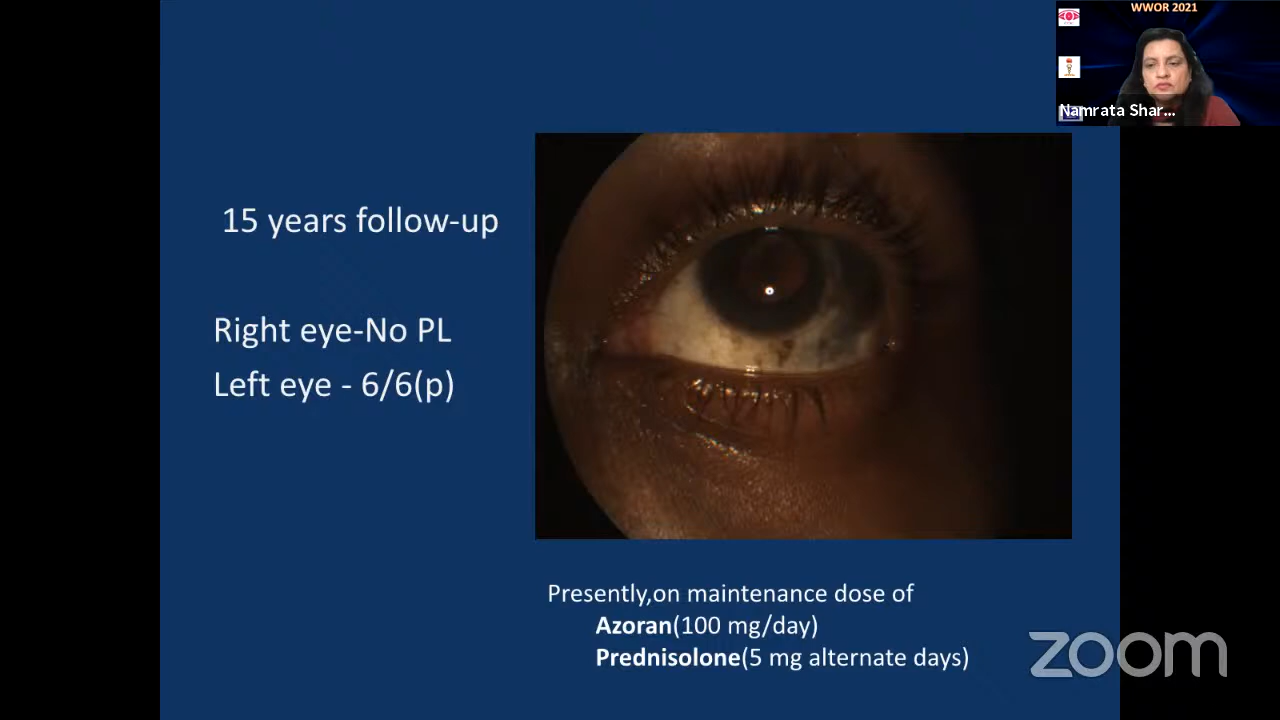 WWOR 2021
Namrata Shar...
15 years follow-up
Right eye-No PL
Left eye - 6/6(p)
Presently,on maintenance dose of
Azoran(100 mg/day)
Prednisolone(5 mg alternate days)
zoom